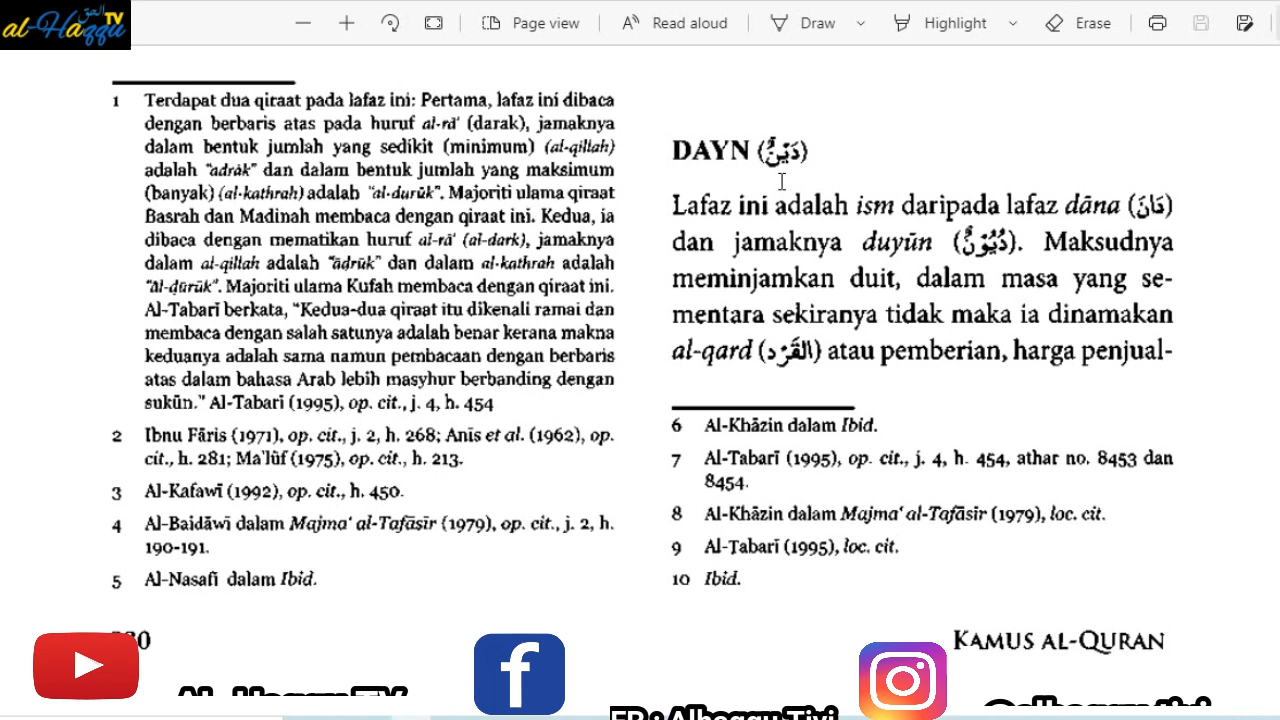 الحق
al-Haqqu TV
Page view
Read aloud
Draw
Highlight
Erase
1 Terdapat dua qiraat pada lafaz ini: Pertama, lafaz ini dibaca
dengan berbaris atas pada huruf al-rā' (darak), jamaknya
dalam bentuk jumlah yang sedikit (minimum) (al-qillah)
adalah "adrāk" dan dalam bentuk jumlah yang maksimum
(banyak) (al-kathrah) adalah "al-durūk". Majoriti ulama qiraat
Basrah dan Madinah membaca dengan qiraat ini. Kedua, ia
dibaca dengan mematikan huruf al-rā' (al-dark), jamaknya
dalam al-qillah adalah "āḍrūk" dan dalam al-kathrah adalah
"āl-ḍūrūk". Majoriti ulama Kufah membaca dengan qiraat ini.
Al-Tabarī berkata, "Kedua-dua qiraat itu dikenali ramai dan
membaca dengan salah satunya adalah benar kerana makna
keduanya adalah sama namun pembacaan dengan berbaris
atas dalam bahasa Arab lebih masyhur berbanding dengan
sukūn." Al-Tabari (1995), op. cit., j. 4, h. 454
2 Ibnu Fāris (1971), op. cit., j. 2, h. 268; Anīs et al. (1962), op.
cit., h. 281; Ma'lūf (1975), op. cit., h. 213.
3 Al-Kafawī (1992), op. cit., h. 450.
4 Al-Baidāwī dalam Majma' al-Tafāsīr (1979), op. cit., j. 2, h.
190-191.
5 Al-Nasafī dalam Ibid.
DAYN (دَيْنٌ)
Lafaz ini adalah ism daripada lafaz dāna (دَانَ)
dan jamaknya duyūn (دُيُوْنٌ). Maksudnya
meminjamkan duit, dalam masa yang se-
mentara sekiranya tidak maka ia dinamakan
al-qard (القَرْد) atau pemberian, harga penjual-
6 Al-Khāzin dalam Ibid.
7 Al-Tabarī (1995), op. cit., j. 4, h. 454, athar no. 8453 dan
8454.
8 Al-Khāzin dalam Majma' al-Tafāsīr (1979), loc. cit.
9 Al-Tabarī (1995), loc. cit.
10 Ibid.
KAMUS AL-QURAN
Al-Haqqu TV
FB : Alhaqqu Tivi
@alhaqqu.tivi